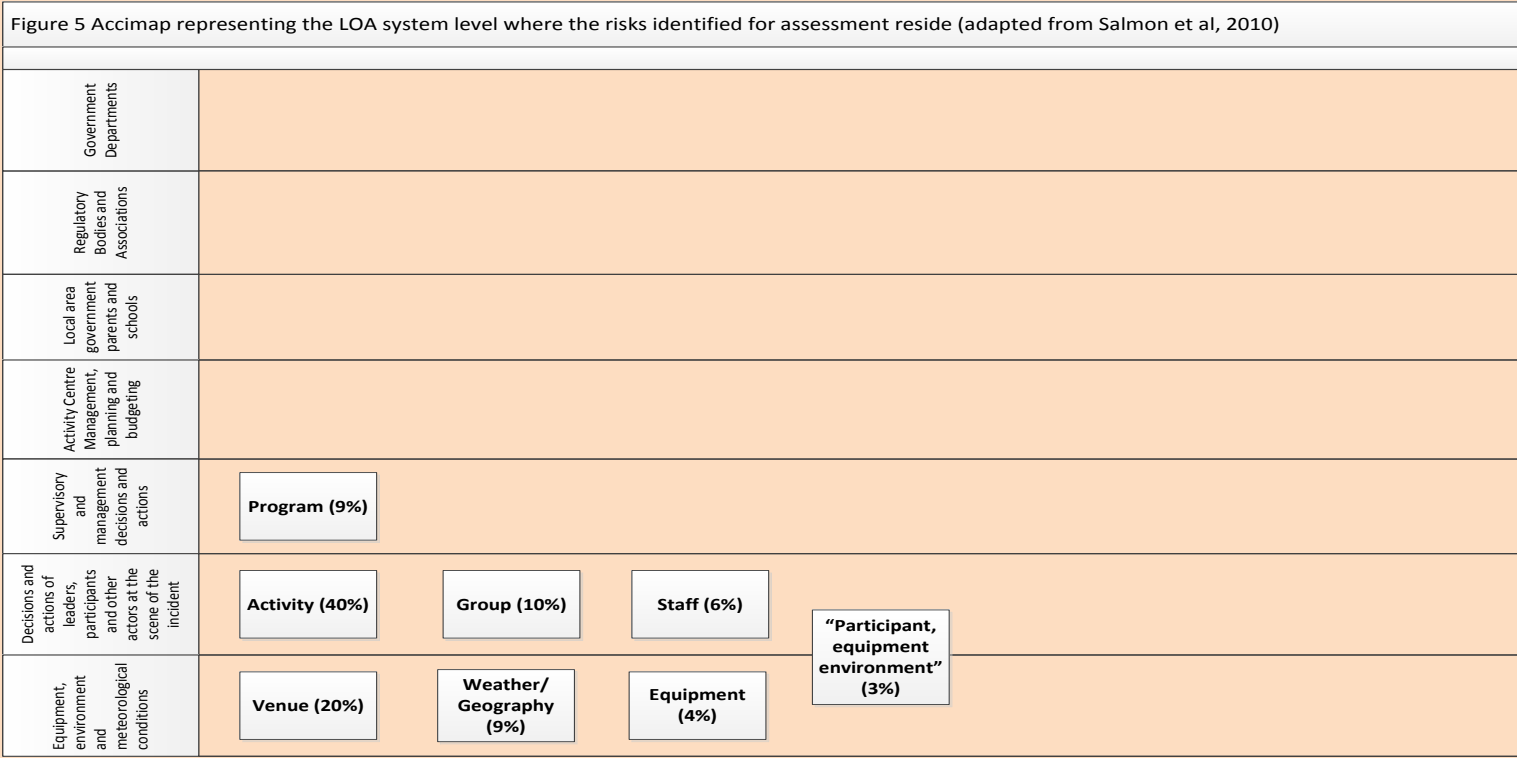 Figure 5 Accimap representing the LOA system level where the risks identified for assessment reside (adapted from Salmon et al, 2010)
Government
Departments
Regulatory
Bodies and
Associations
Local area
government
parents and
schools
Activity Centre
Management,
planning and
budgeting
Supervisory
and
management
decisions and
actions
Program (9%)
Decisions and
actions of
leaders,
participants
and other
actors at the
scene of the
incident
Activity (40%)
Group (10%)
Staff (6%)
“Participant,
equipment
environment”
(3%)
Equipment,
environment
and
meteorological
conditions
Venue (20%)
Weather/
Geography
(9%)
Equipment
(4%)